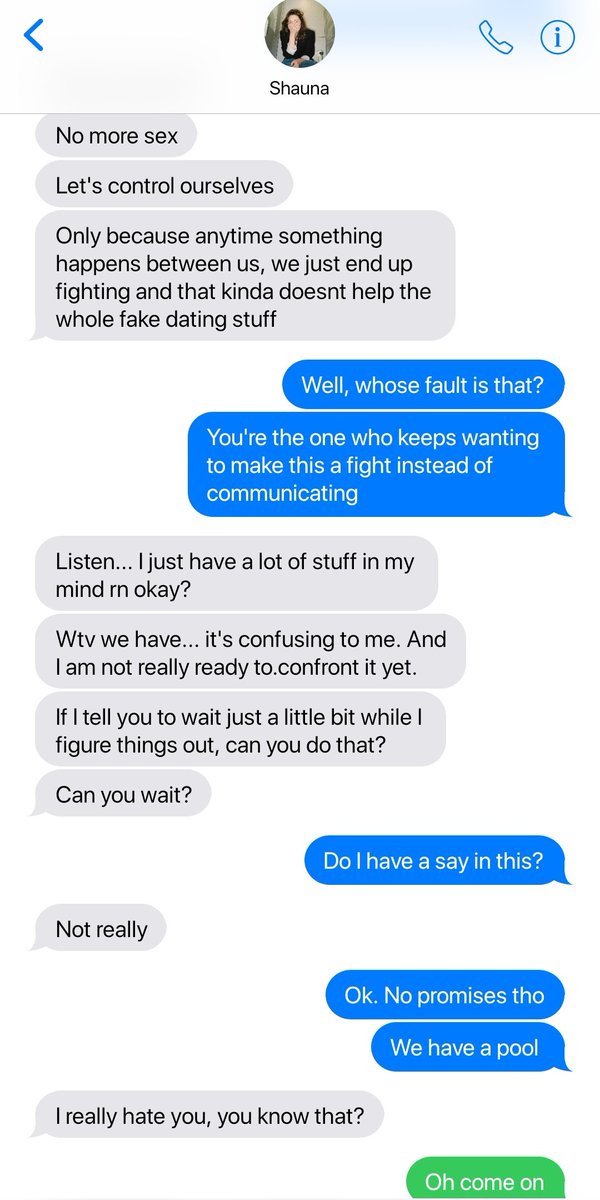 Shauna
No more sex
Let's control ourselves
Only because anytime something
happens between us, we just end up
fighting and that kinda doesnt help the
whole fake dating stuff
Well, whose fault is that?
You're the one who keeps wanting
to make this a fight instead of
communicating
Listen... I just have a lot of stuff in my
mind rn okay?
Wtv we have... it's confusing to me. And
I am not really ready to.confront it yet.
If I tell you to wait just a little bit while I
figure things out, can you do that?
Can you wait?
Do I have a say in this?
Not really
Ok. No promises tho
We have a pool
I really hate you, you know that?
Oh come on